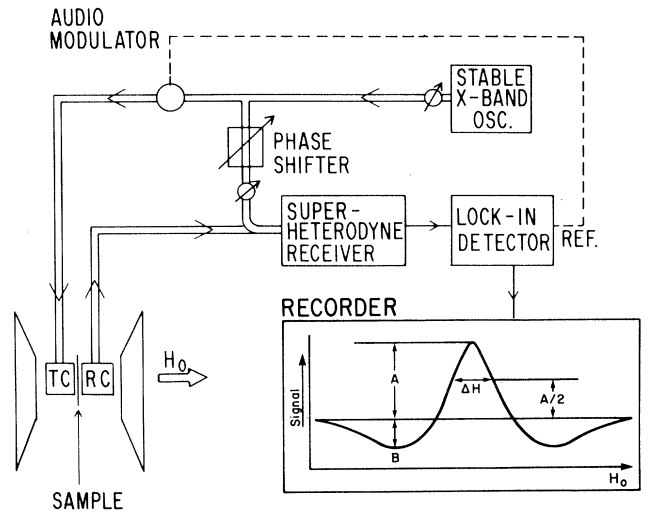 AUDIO
MODULATOR
STABLE
X-BAND
OSC.
PHASE
SHIFTER
SUPER-
HETERODYNE
RECEIVER
LOCK-IN
DETECTOR
REF.
RECORDER
TC
RC
H₀
SAMPLE
Signal
A
ΔH
A/2
B
H₀